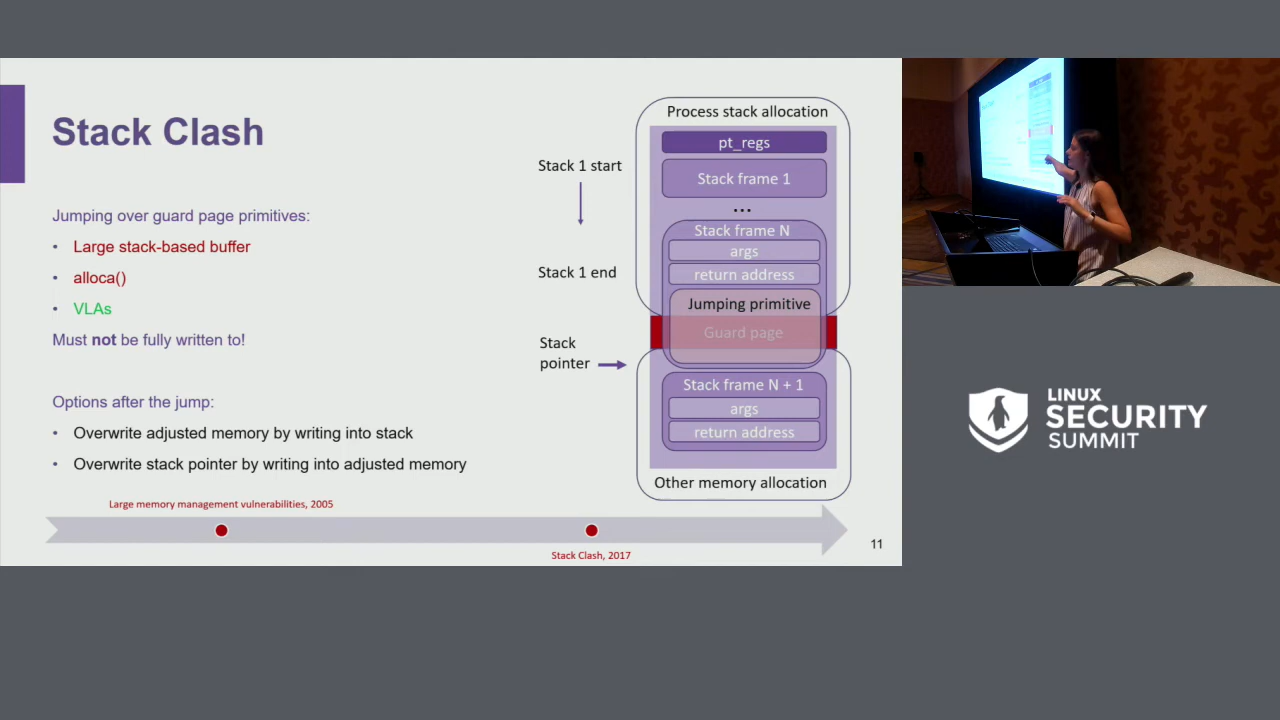 Stack Clash
Jumping over guard page primitives:
• Large stack-based buffer
• alloca()
• VLAs
Must not be fully written to!
Options after the jump:
• Overwrite adjusted memory by writing into stack
• Overwrite stack pointer by writing into adjusted memory
Stack 1 start
Stack 1 end
Stack
pointer
Process stack allocation
pt_regs
Stack frame 1
...
Stack frame N
args
return address
Jumping primitive
Guard page
Stack frame N + 1
args
return address
Other memory allocation
Large memory management vulnerabilities, 2005
Stack Clash, 2017
11
LINUX
SECURITY
SUMMIT